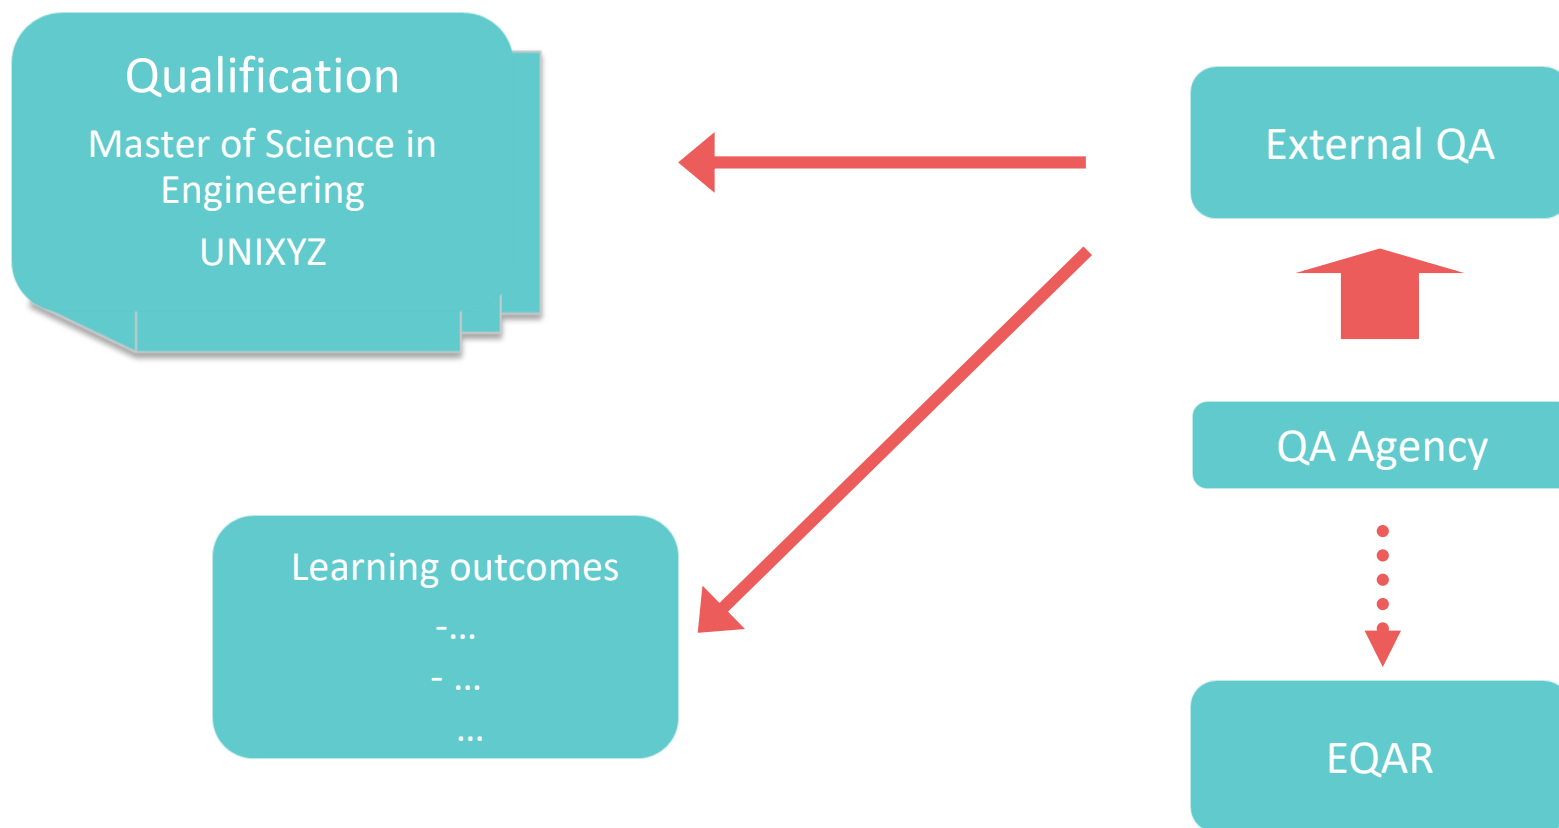 Qualification
Master of Science in
Engineering
UNIXYZ
External QA
QA Agency
Learning outcomes
-...
- ...
...
EQAR